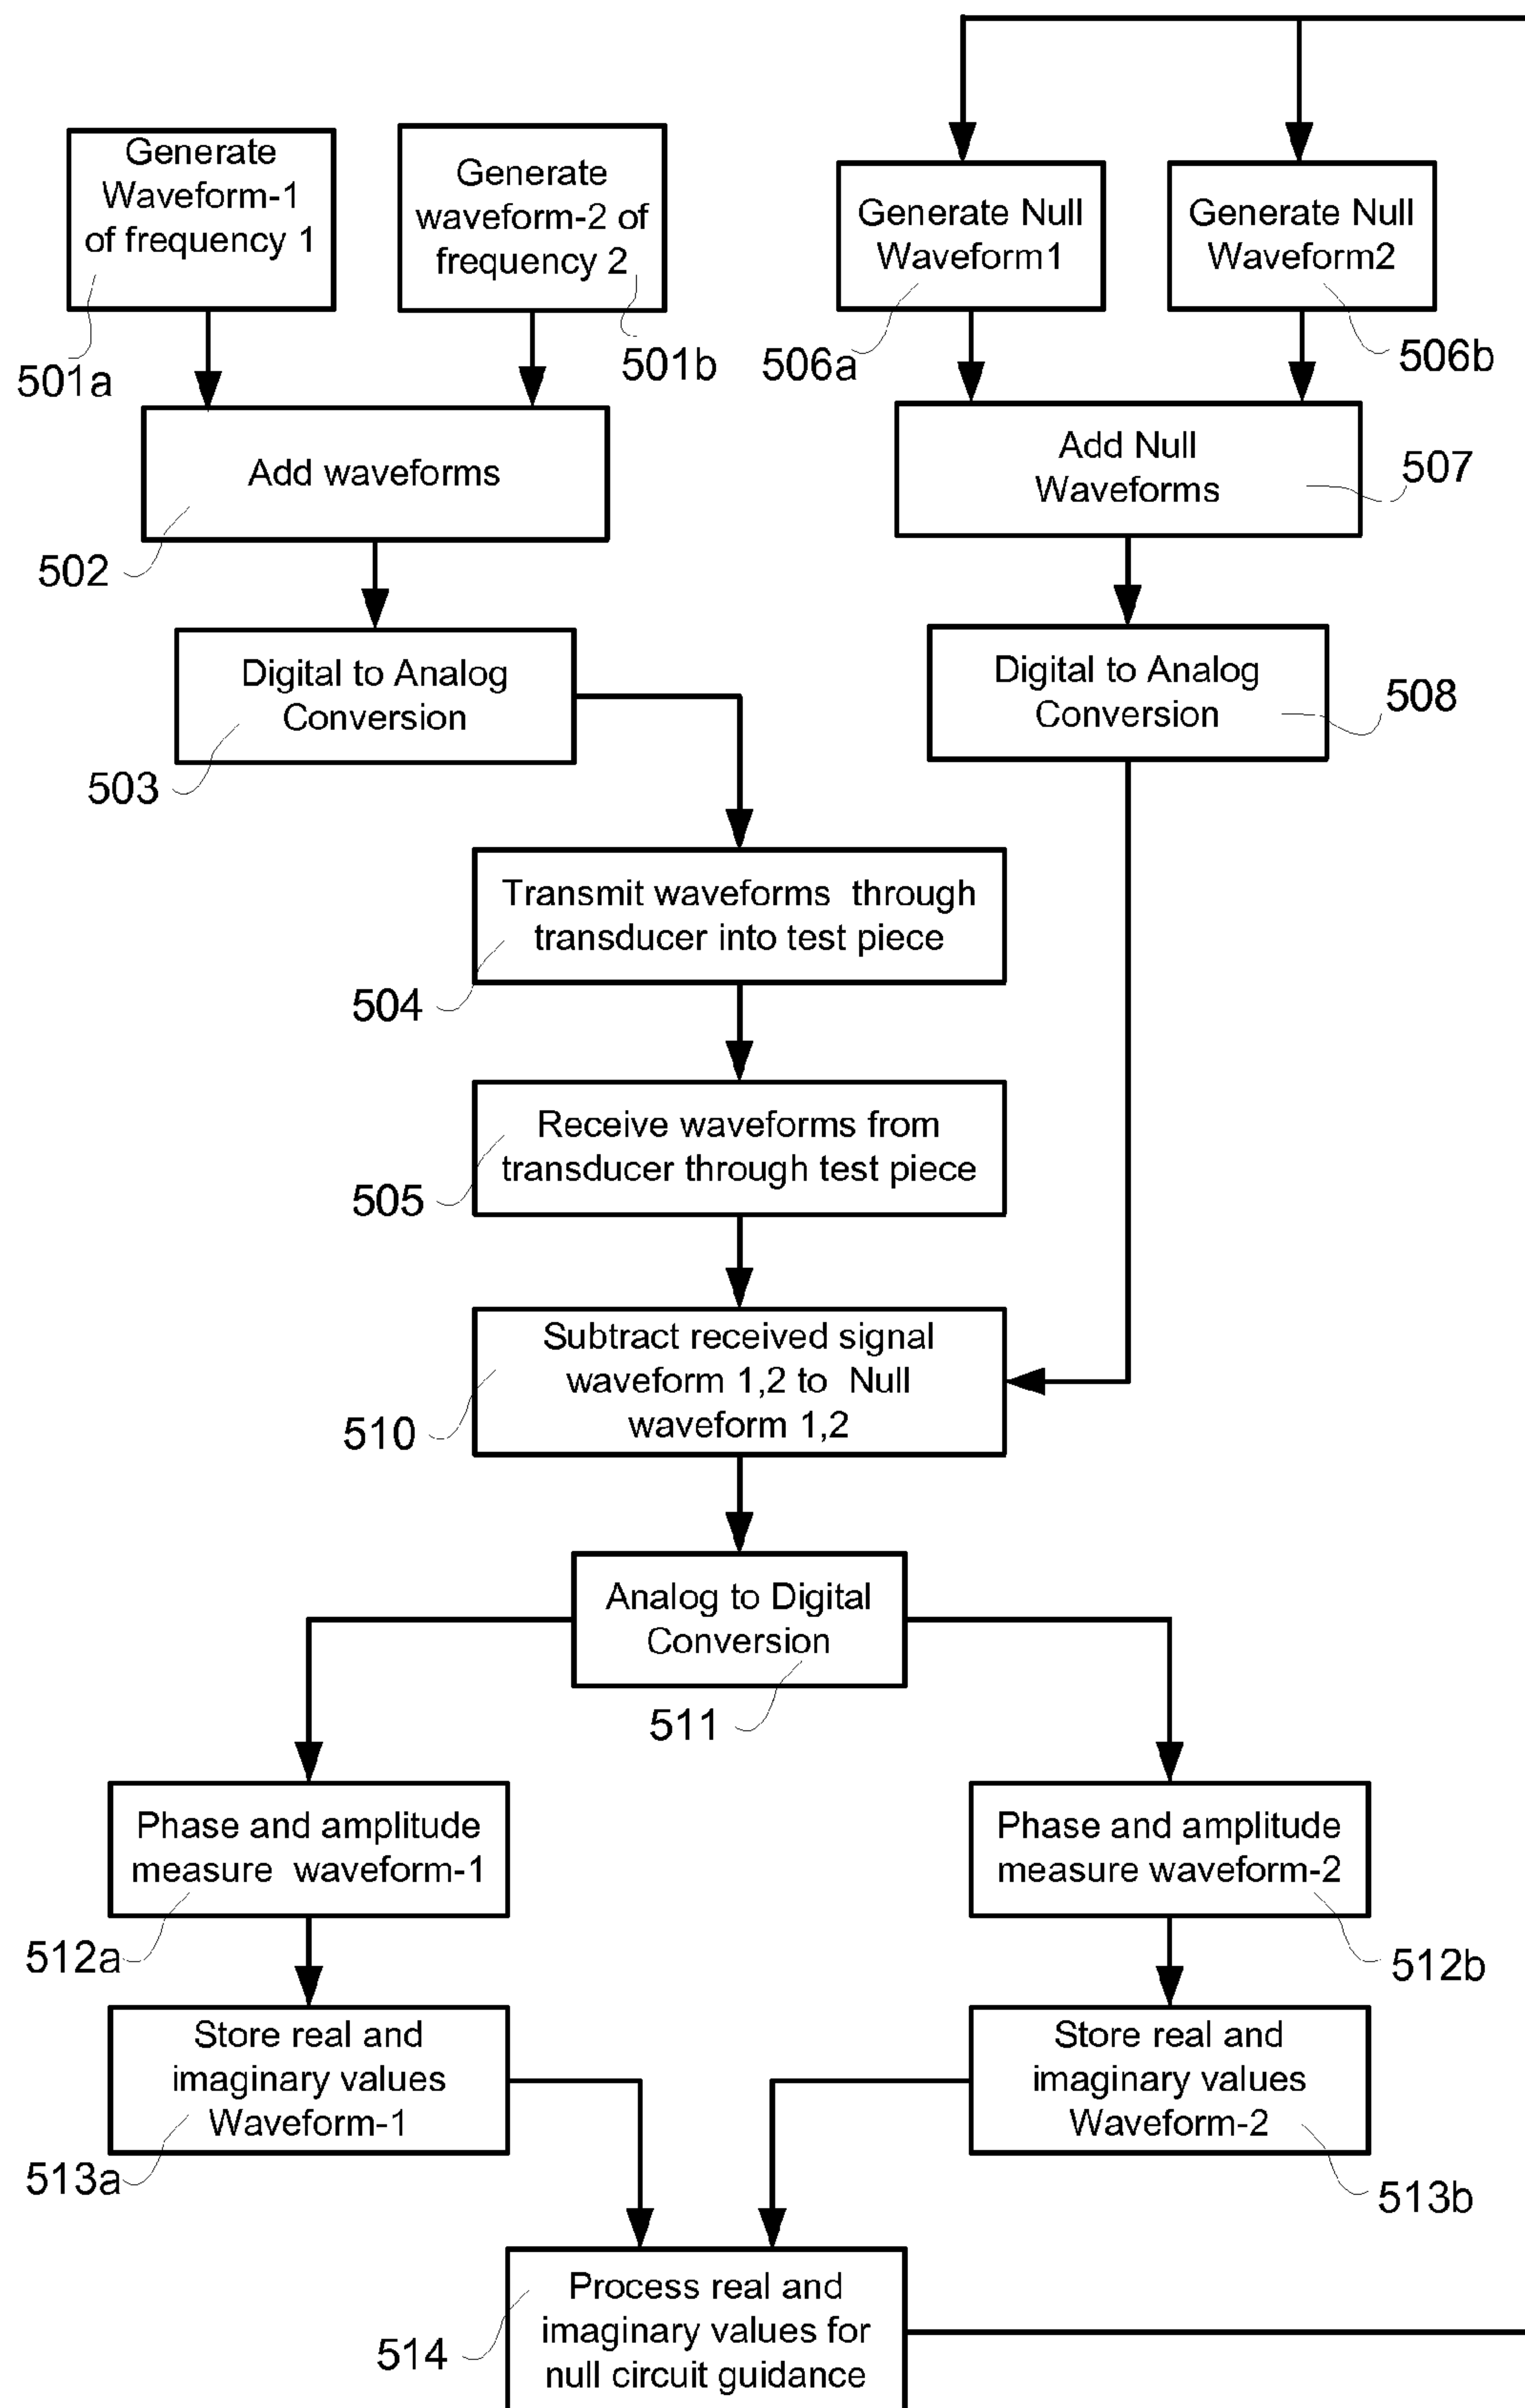 Generate
Waveform-1
of frequency 1
501a
Generate
waveform-2 of
frequency 2
501b
Generate Null
Waveform1
506a
Generate Null
Waveform2
506b
Add waveforms
502
Add Null
Waveforms
507
Digital to Analog
Conversion
503
Digital to Analog
Conversion
508
Transmit waveforms through
transducer into test piece
504
Receive waveforms from
transducer through test piece
505
Subtract received signal
waveform 1,2 to Null
waveform 1,2
510
Analog to Digital
Conversion
511
Phase and amplitude
measure waveform-1
512a
Phase and amplitude
measure waveform-2
512b
Store real and
imaginary values
Waveform-1
513a
Store real and
imaginary values
Waveform-2
513b
Process real and
imaginary values for
null circuit guidance
514